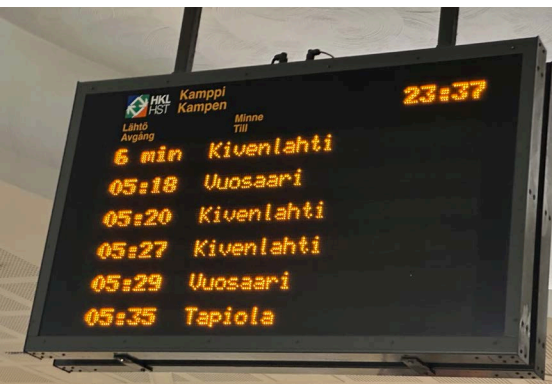 HKL Kamppi 23:37
HST Kampen
Lähtö Minne
Avgång Till
6 min Kivenlahti
05:18 Vuosaari
05:20 Kivenlahti
05:27 Kivenlahti
05:29 Vuosaari
05:35 Tapiola